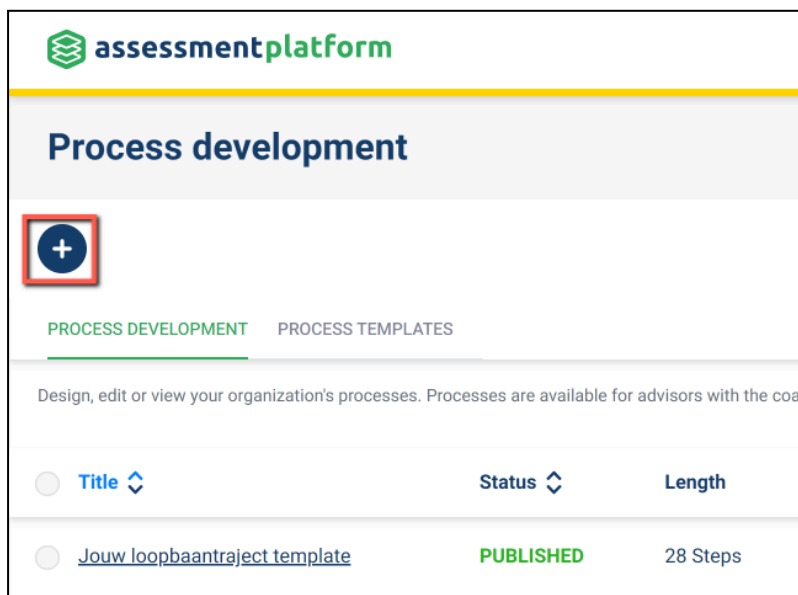 assessmentplatform
Process development
PROCESS DEVELOPMENT PROCESS TEMPLATES
Design, edit or view your organization's processes. Processes are available for advisors with the coa
Title Status Length
Jouw loopbaantraject template PUBLISHED 28 Steps